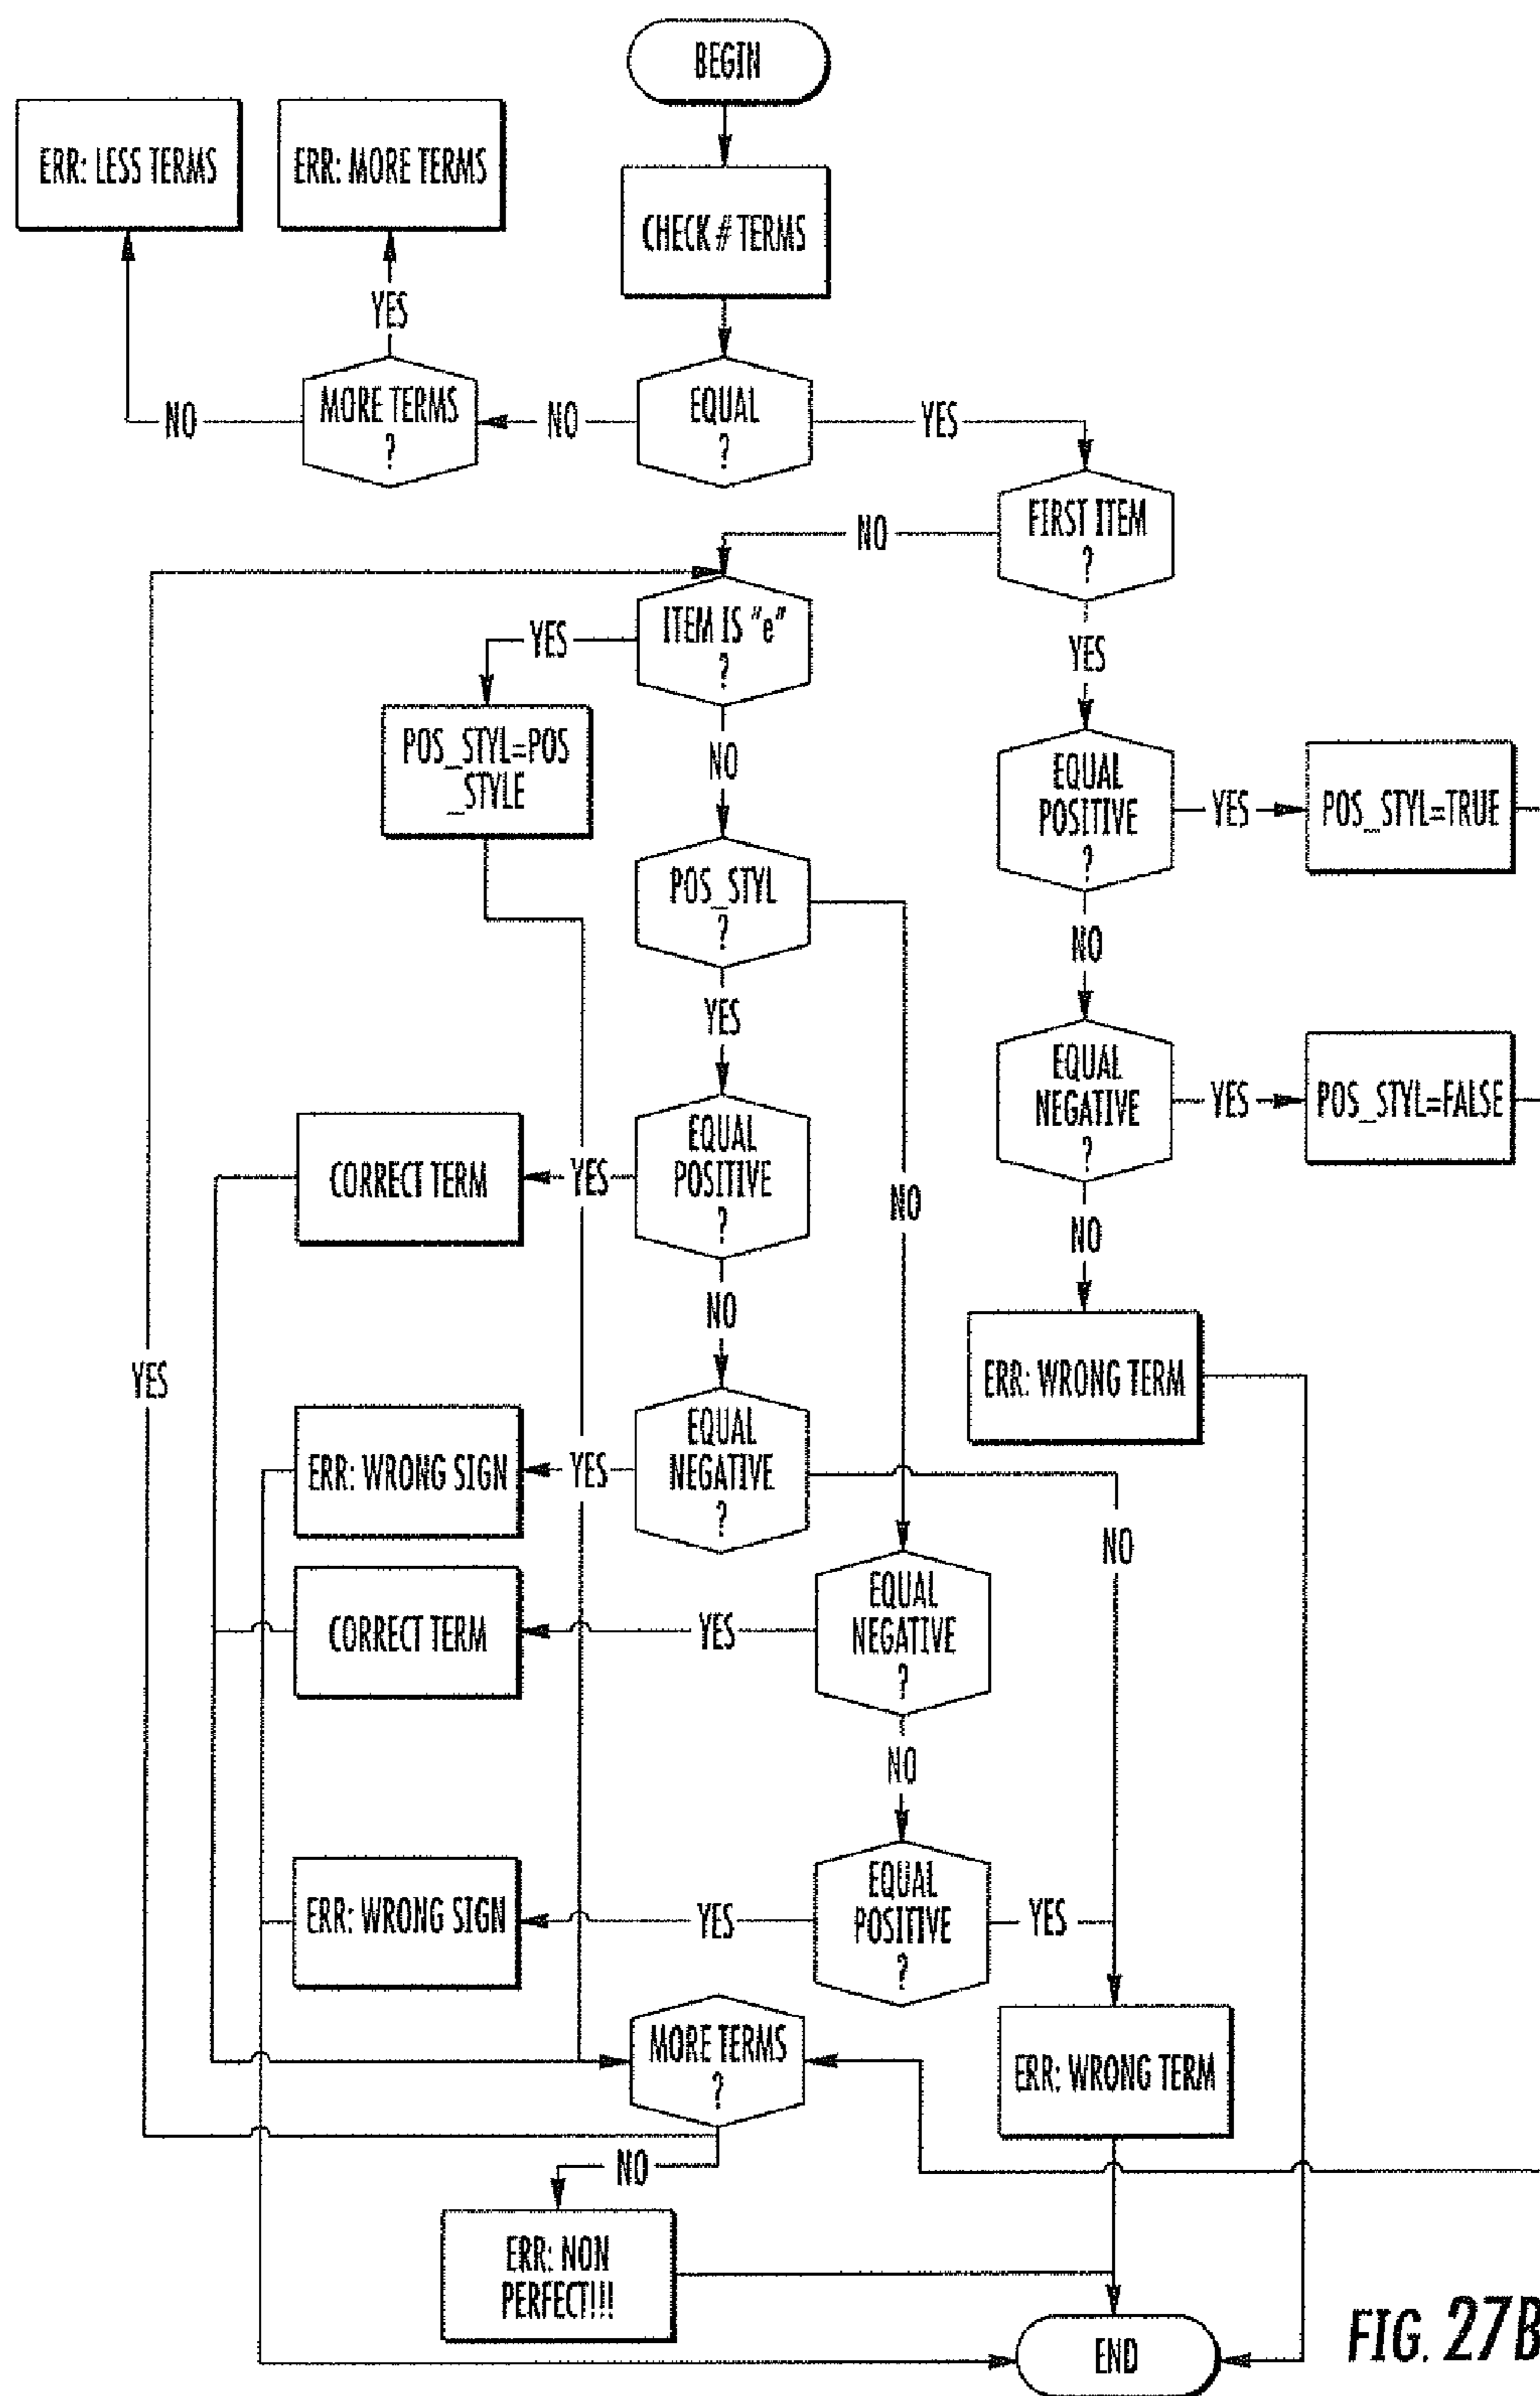 BEGIN
ERR: LESS TERMS
ERR: MORE TERMS
CHECK # TERMS
YES
MORE TERMS
?
NO
NO
EQUAL
?
YES
FIRST ITEM
?
NO
ITEM IS "e"
?
YES
YES
POS_STYL=POS
_STYLE
NO
EQUAL
POSITIVE
?
YES
POS_STYL=TRUE
POS_STYL
?
NO
YES
EQUAL
NEGATIVE
?
YES
POS_STYL=FALSE
CORRECT TERM
YES
EQUAL
POSITIVE
?
NO
NO
NO
ERR: WRONG TERM
YES
ERR: WRONG SIGN
YES
EQUAL
NEGATIVE
?
NO
CORRECT TERM
YES
EQUAL
NEGATIVE
?
NO
ERR: WRONG SIGN
YES
EQUAL
POSITIVE
?
YES
MORE TERMS
?
ERR: WRONG TERM
NO
ERR: NON
PERFECT!!!
END
FIG. 27B